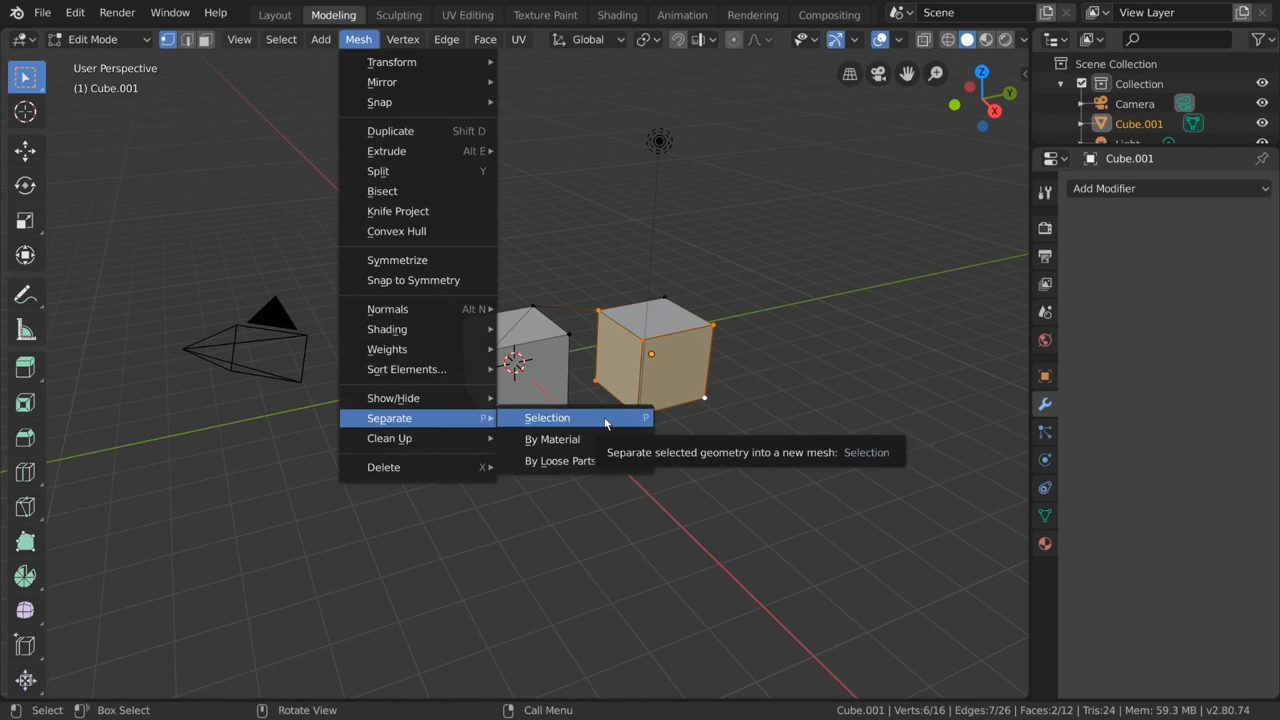 File Edit Render Window Help Layout Modeling Sculpting UV Editing Texture Paint Shading Animation Rendering Compositing Scene View Layer
Edit Mode View Select Add Mesh Vertex Edge Face UV Global
User Perspective
(1) Cube.001
Transform
Mirror
Snap
Duplicate Shift D
Extrude Alt E
Split Y
Bisect
Knife Project
Convex Hull
Symmetrize
Snap to Symmetry
Normals Alt N
Shading
Weights
Sort Elements...
Show/Hide
Separate P
Clean Up
Delete X
Selection P
By Material
By Loose Parts
Separate selected geometry into a new mesh: Selection
Z
Y
X
Scene Collection
Collection
Camera
Cube.001
Light
Cube.001
Add Modifier
Select Box Select Rotate View Call Menu Cube.001 | Verts:6/16 | Edges:7/26 | Faces:2/12 | Tris:24 | Mem: 59.3 MB | v2.80.74